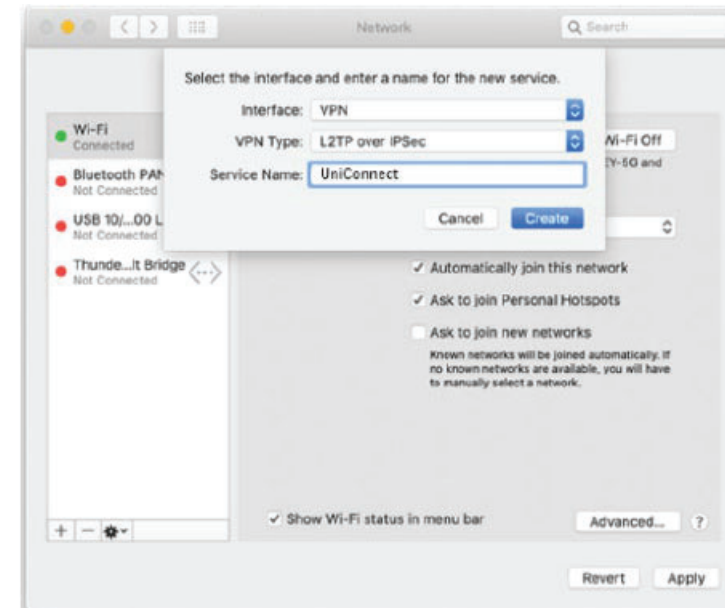 Network
Search
Select the interface and enter a name for the new service.
Interface: VPN
VPN Type: L2TP over IPSec
Service Name: UniConnect
Cancel Create
Wi-Fi
Connected
Wi-Fi Off
EY-5G and
Bluetooth PAN
Not Connected
USB 10/...00 L
Not Connected
Thunde...lt Bridge
Not Connected
Automatically join this network
Ask to join Personal Hotspots
Ask to join new networks
Known networks will be joined automatically. If
no known networks are available, you will have
to manually select a network.
Show Wi-Fi status in menu bar
Advanced... ?
Revert Apply